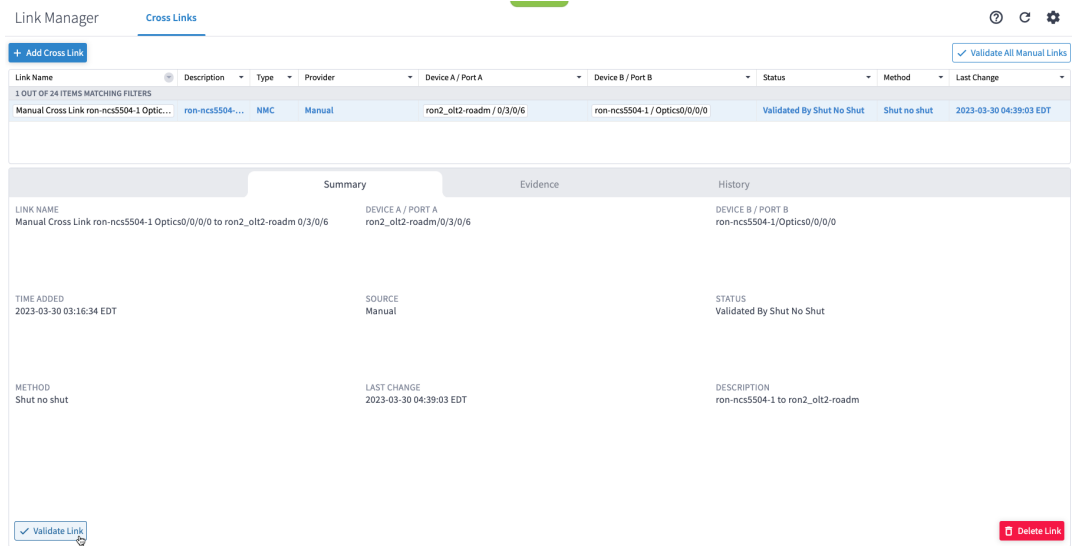 Link Manager
Cross Links
+ Add Cross Link
Validate All Manual Links
Link Name Description Type Provider Device A / Port A Device B / Port B Status Method Last Change
1 OUT OF 24 ITEMS MATCHING FILTERS
Manual Cross Link ron-ncs5504-1 Optic... ron-ncs5504-... NMC Manual ron2_olt2-roadm / 0/3/0/6 ron-ncs5504-1 / Optics0/0/0/0 Validated By Shut No Shut Shut no shut 2023-03-30 04:39:03 EDT
Summary Evidence History
LINK NAME DEVICE A / PORT A DEVICE B / PORT B
Manual Cross Link ron-ncs5504-1 Optics0/0/0/0 to ron2_olt2-roadm 0/3/0/6 ron2_olt2-roadm/0/3/0/6 ron-ncs5504-1/Optics0/0/0/0
TIME ADDED SOURCE STATUS
2023-03-30 03:16:34 EDT Manual Validated By Shut No Shut
METHOD LAST CHANGE DESCRIPTION
Shut no shut 2023-03-30 04:39:03 EDT ron-ncs5504-1 to ron2_olt2-roadm
Validate Link Delete Link